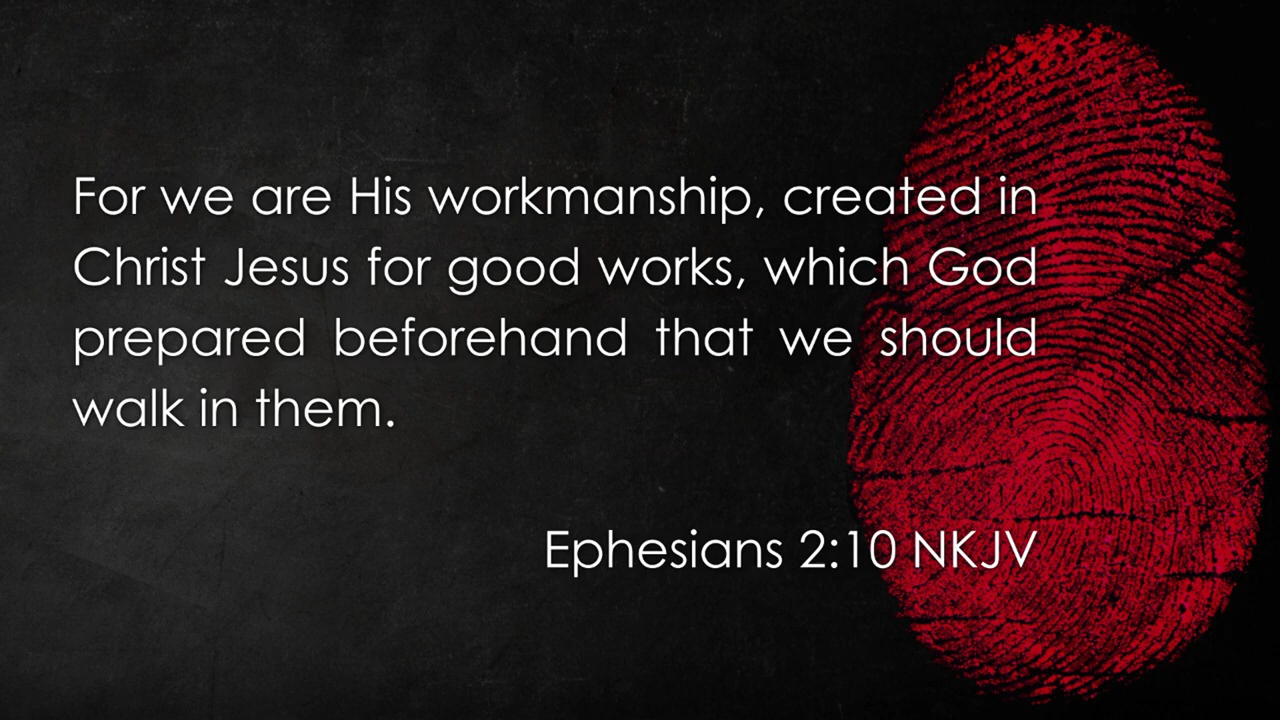 For we are His workmanship, created in
Christ Jesus for good works, which God
prepared beforehand that we should
walk in them.
Ephesians 2:10 NKJV